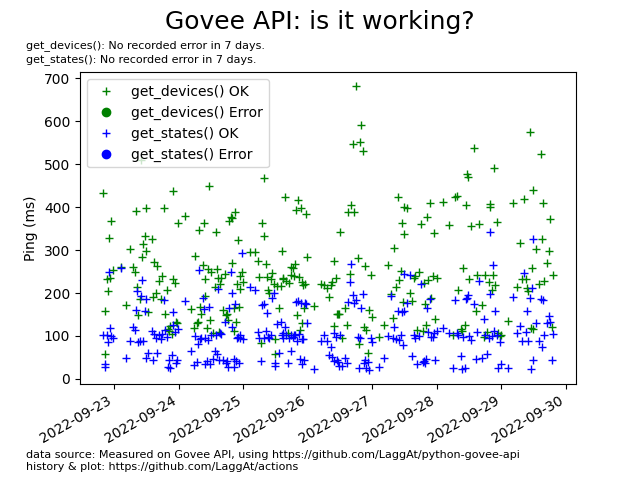 Govee API: is it working?
get_devices(): No recorded error in 7 days.
get_states(): No recorded error in 7 days.
700
600
500
400
300
200
100
0
Ping (ms)
get_devices() OK
get_devices() Error
get_states() OK
get_states() Error
2022-09-23
2022-09-24
2022-09-25
2022-09-26
2022-09-27
2022-09-28
2022-09-29
2022-09-30
data source: Measured on Govee API, using https://github.com/LaggAt/python-govee-api
history & plot: https://github.com/LaggAt/actions